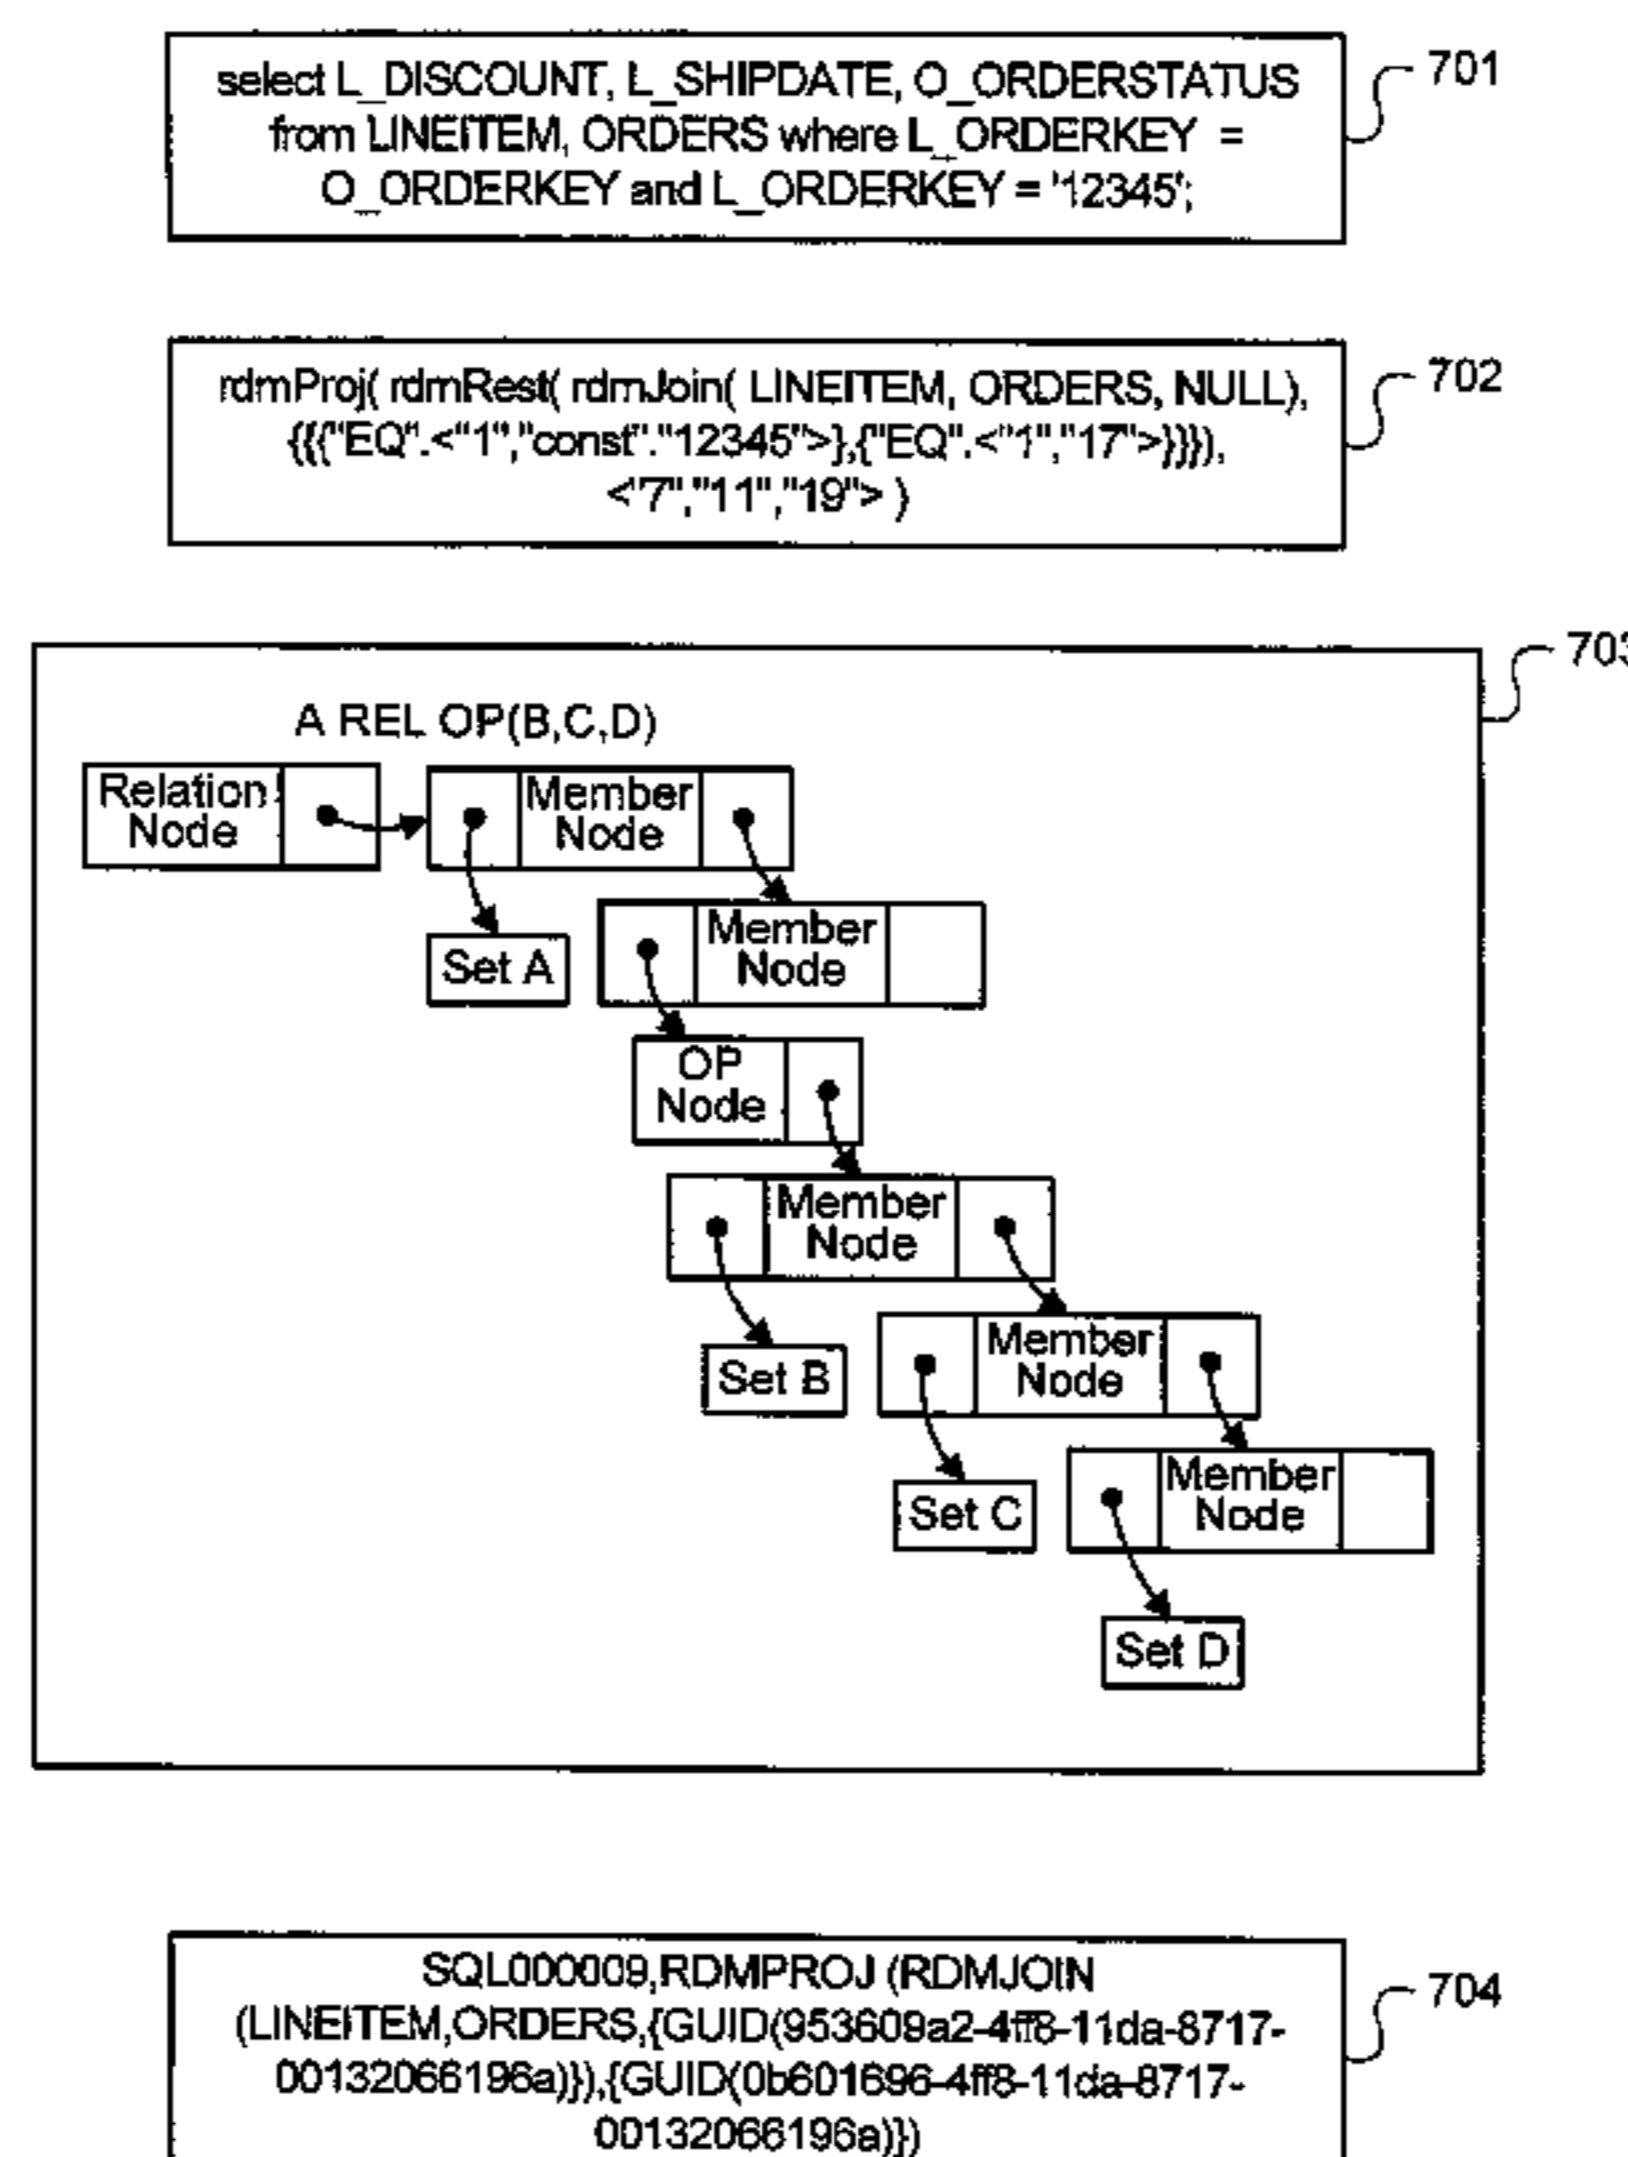 select L_DISCOUNT, L_SHIPDATE, O_ORDERSTATUS
from LINEITEM, ORDERS where L_ORDERKEY =
O_ORDERKEY and L_ORDERKEY = '12345';
701
rdmProj( rdmRest( rdmJoin( LINEITEM, ORDERS, NULL),
{{{"EQ".<"1","const"."12345">},{"EQ".<"1","17">}}}),
<"7","11","19"> )
702
703
A REL OP(B,C,D)
Relation
Node
Member
Node
Set A
Member
Node
OP
Node
Member
Node
Set B
Member
Node
Set C
Member
Node
Set D
SQL000009,RDMPROJ (RDMJOIN
(LINEITEM,ORDERS,{GUID(953609a2-4ff8-11da-8717-
00132066196a)}),{GUID(0b601696-4ff8-11da-8717-
00132066196a)})
704